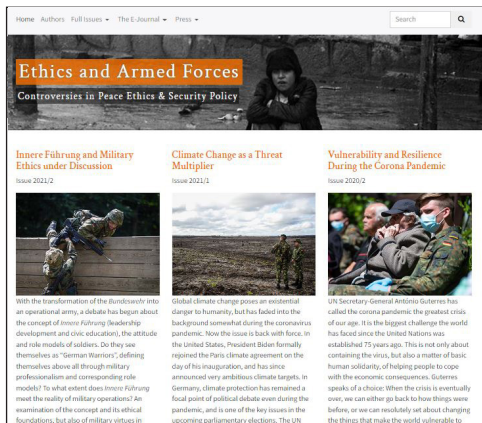 Home Authors Full Issues The E-Journal Press Search
Ethics and Armed Forces
Controversies in Peace Ethics & Security Policy
Innere Führung and Military
Ethics under Discussion
Issue 2021/2
With the transformation of the Bundeswehr into
an operational army, a debate has begun about
the concept of Innere Führung (leadership
development and civic education), the attitude
and role models of soldiers. Do they see
themselves as "German Warriors", defining
themselves above all through military
professionalism and corresponding role
models? To what extent does Innere Führung
meet the reality of military operations? An
examination of the concept and its ethical
foundations, but also of military virtues in
Climate Change as a Threat
Multiplier
Issue 2021/1
Global climate change poses an existential
danger to humanity, but has faded into the
background somewhat during the coronavirus
pandemic. Now the issue is back with force. In
the United States, President Biden formally
rejoined the Paris climate agreement on the
day of his inauguration, and has since
announced very ambitious climate targets. In
Germany, climate protection has remained a
focal point of political debate even during the
pandemic, and is one of the key issues in the
upcoming parliamentary elections. The UN
Vulnerability and Resilience
During the Corona Pandemic
Issue 2020/2
UN Secretary-General António Guterres has
called the corona pandemic the greatest crisis
of our age. It is the biggest challenge the world
has faced since the United Nations was
established 75 years ago. This is not only about
containing the virus, but also a matter of basic
human solidarity, of helping people to cope
with the economic consequences. Guterres
speaks of a choice: When the crisis is eventually
over, we can either go back to how things were
before, or we can resolutely set about changing
the things that make the world vulnerable to